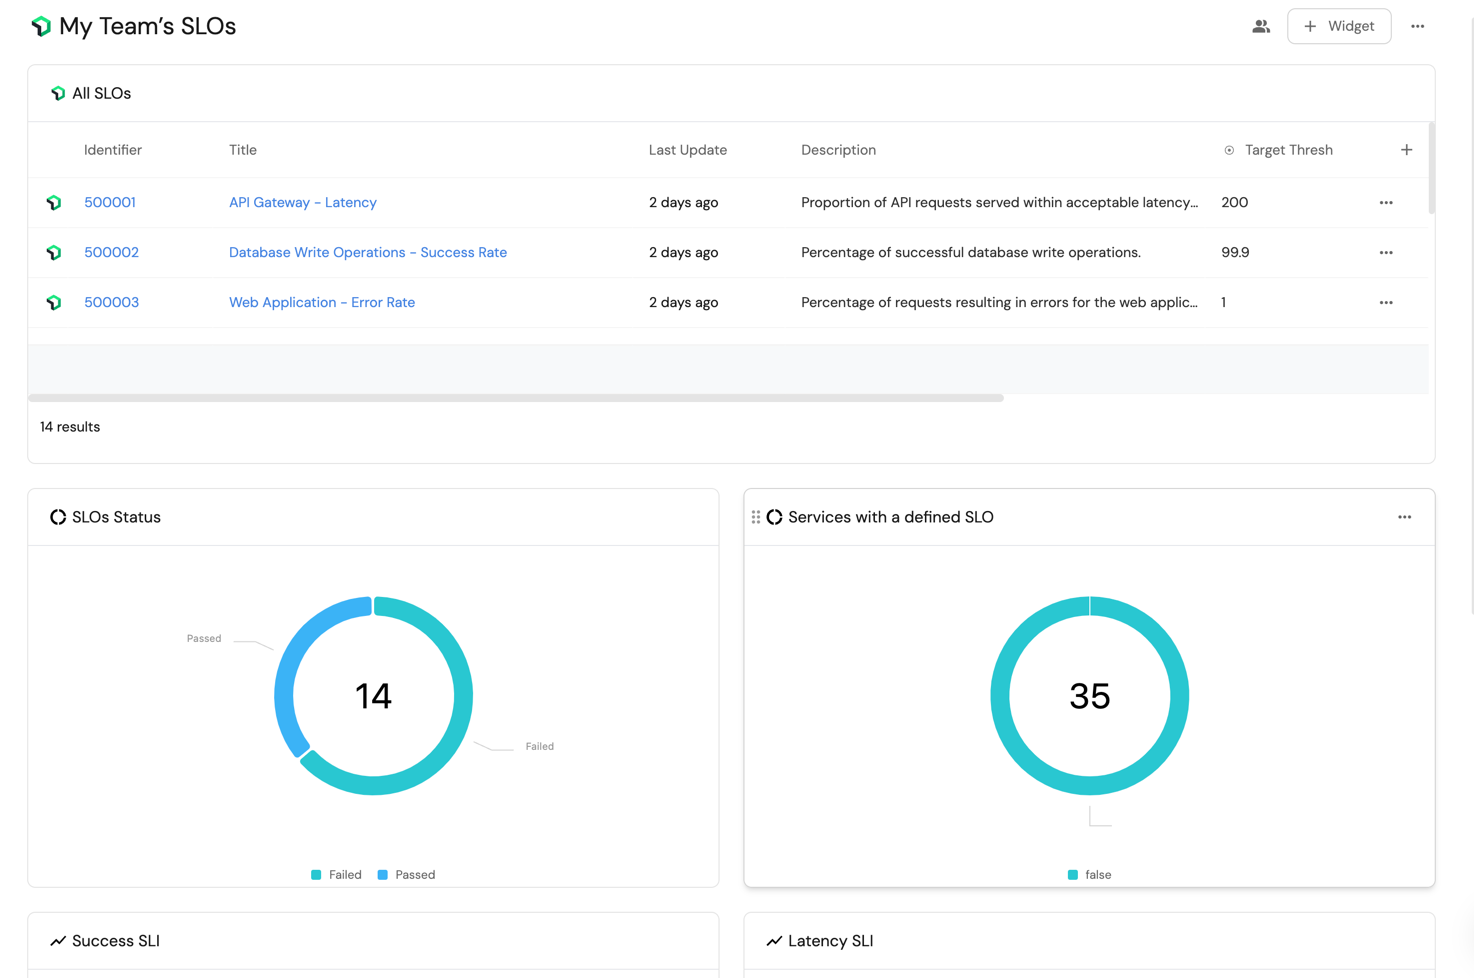 My Team’s SLOs
+ Widget
All SLOs
Identifier Title Last Update Description Target Thresh +
500001 API Gateway - Latency 2 days ago Proportion of API requests served within acceptable latency... 200
500002 Database Write Operations - Success Rate 2 days ago Percentage of successful database write operations. 99.9
500003 Web Application - Error Rate 2 days ago Percentage of requests resulting in errors for the web applic... 1
14 results
SLOs Status
Passed
14
Failed
Failed Passed
Services with a defined SLO
35
false
Success SLI
Latency SLI